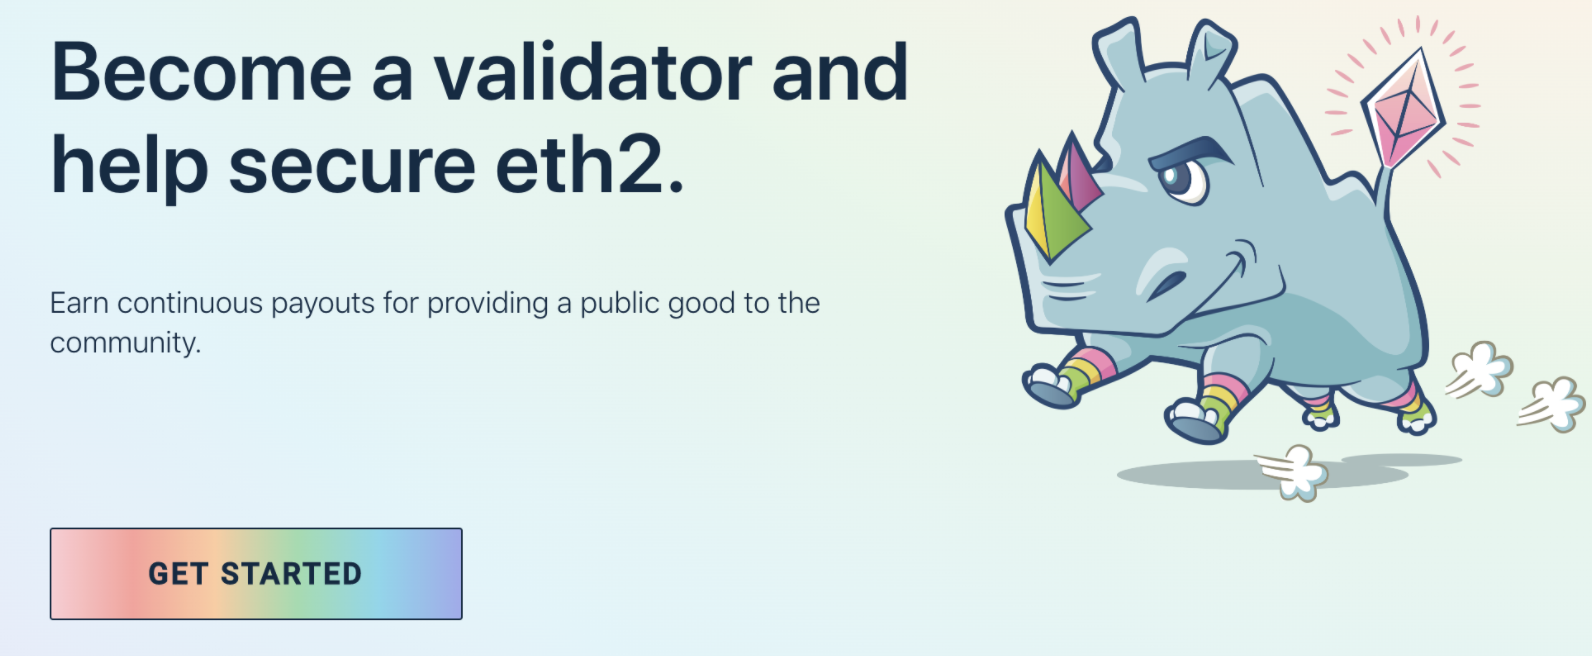 Become a validator and
help secure eth2.
Earn continuous payouts for providing a public good to the
community.
GET STARTED